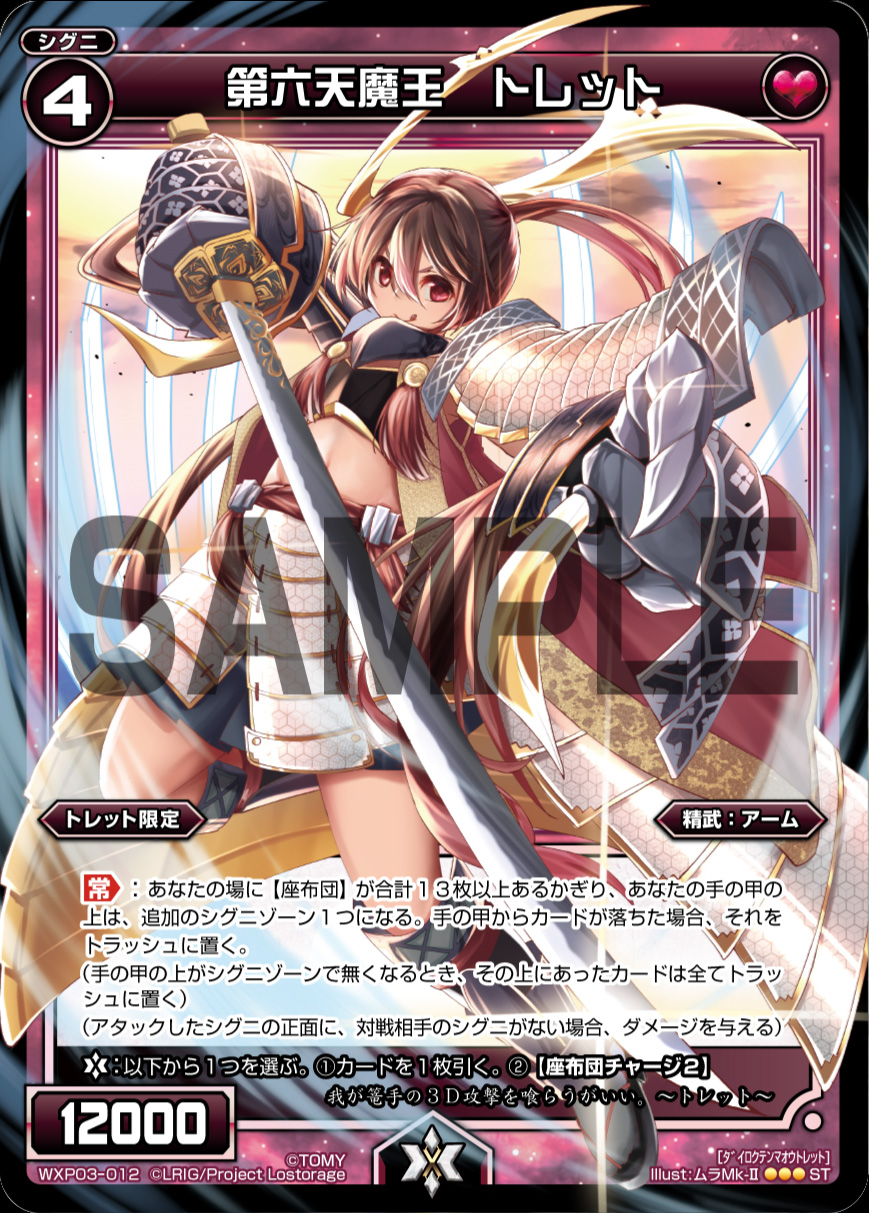 シグニ
4
第六天魔王 トレット
SAMPLE
トレット限定
精武：アーム
常：あなたの場に【座布団】が合計１３枚以上あるかぎり、あなたの手の甲の
上は、追加のシグニゾーン１つになる。手の甲からカードが落ちた場合、それを
トラッシュに置く。
（手の甲の上がシグニゾーンで無くなるとき、その上にあったカードは全てトラッ
シュに置く）
（アタックしたシグニの正面に、対戦相手のシグニがない場合、ダメージを与える）
：以下から１つを選ぶ。①カードを１枚引く。②【座布団チャージ２】
我が篭手の３Ｄ攻撃を喰らうがいい。～トレット～
12000
©TOMY
[ﾀﾞｲﾛｸﾃﾝﾏｵｳﾄﾚｯﾄ]
WXP03-012 ©LRIG/Project Lostorage
Illust:ムラMk-Ⅱ ST